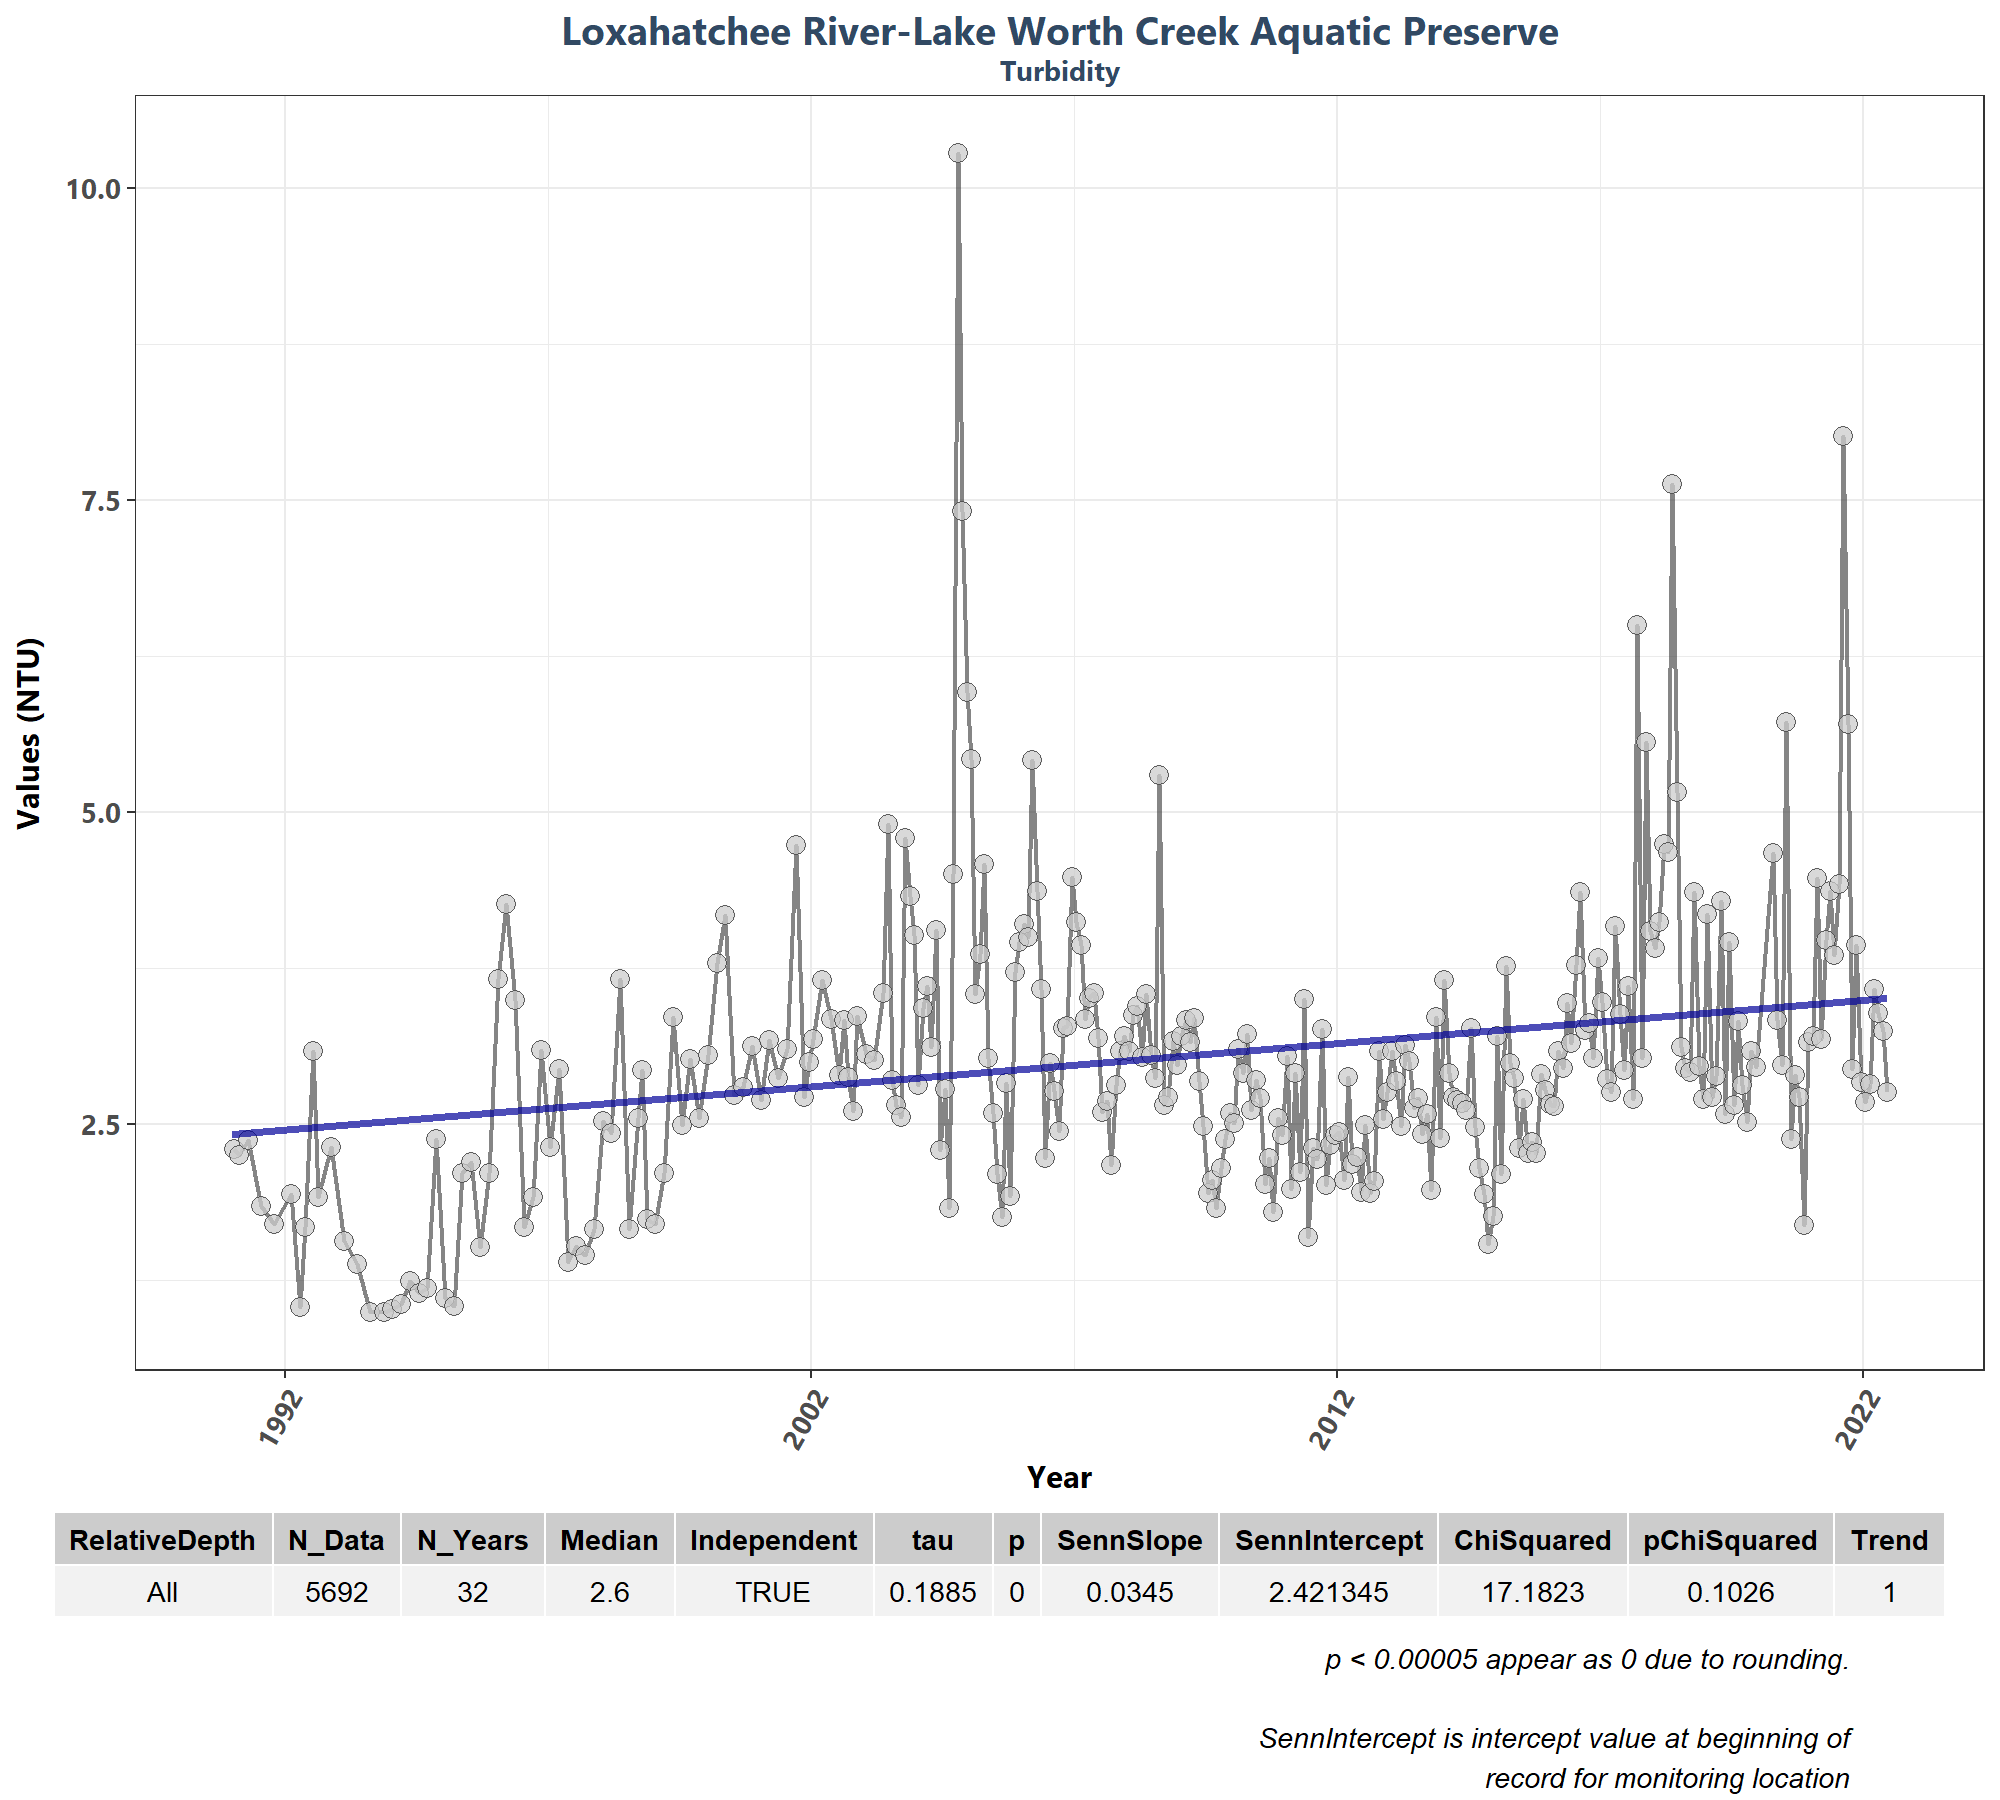 Loxahatchee River-Lake Worth Creek Aquatic Preserve
Turbidity
Values (NTU)
10.0
7.5
5.0
2.5
1992 2002 2012 2022
Year
RelativeDepth N_Data N_Years Median Independent tau p SennSlope SennIntercept ChiSquared pChiSquared Trend
All 5692 32 2.6 TRUE 0.1885 0 0.0345 2.421345 17.1823 0.1026 1
p < 0.00005 appear as 0 due to rounding.
SennIntercept is intercept value at beginning of
record for monitoring location